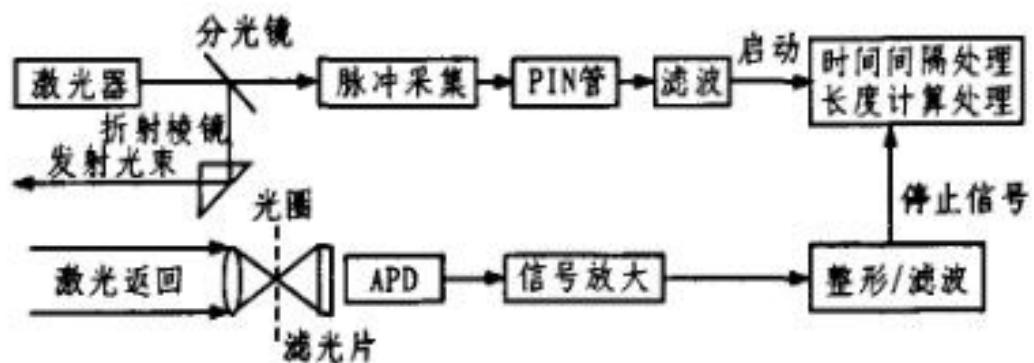 分光镜
激光器
脉冲采集
PIN管
滤波
启动
时间间隔处理
长度计算处理
折射棱镜
发射光束
光圈
停止信号
激光返回
APD
信号放大
整形/滤波
滤光片